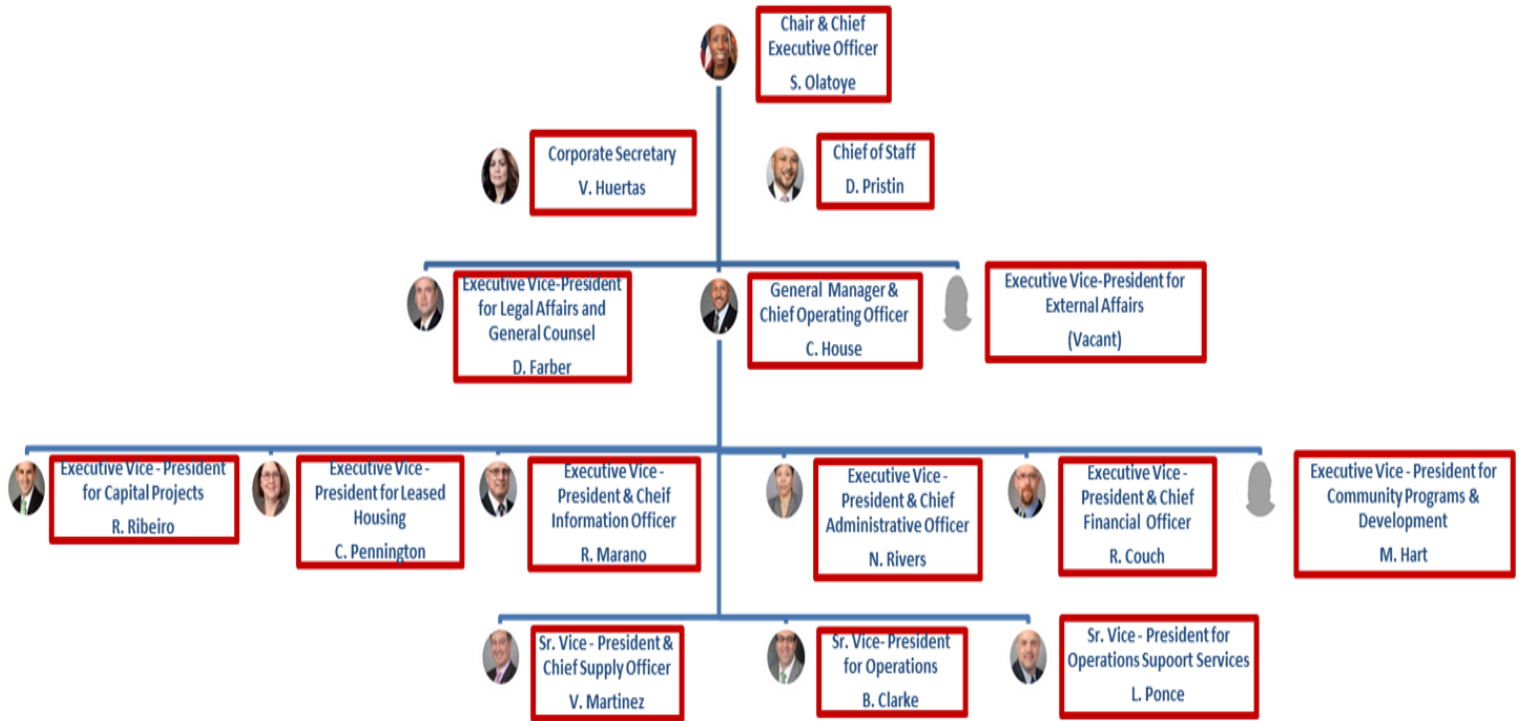 Chair & Chief
Executive Officer
S. Olatoye
Corporate Secretary
V. Huertas
Chief of Staff
D. Pristin
Executive Vice-President
for Legal Affairs and
General Counsel
D. Farber
General Manager &
Chief Operating Officer
C. House
Executive Vice-President for
External Affairs
(Vacant)
Executive Vice - President
for Capital Projects
R. Ribeiro
Executive Vice -
President for Leased
Housing
C. Pennington
Executive Vice -
President & Cheif
Information Officer
R. Marano
Executive Vice -
President & Chief
Administrative Officer
N. Rivers
Executive Vice -
President & Chief
Financial Officer
R. Couch
Executive Vice - President for
Community Programs &
Development
M. Hart
Sr. Vice - President &
Chief Supply Officer
V. Martinez
Sr. Vice- President
for Operations
B. Clarke
Sr. Vice - President for
Operations Supoort Services
L. Ponce